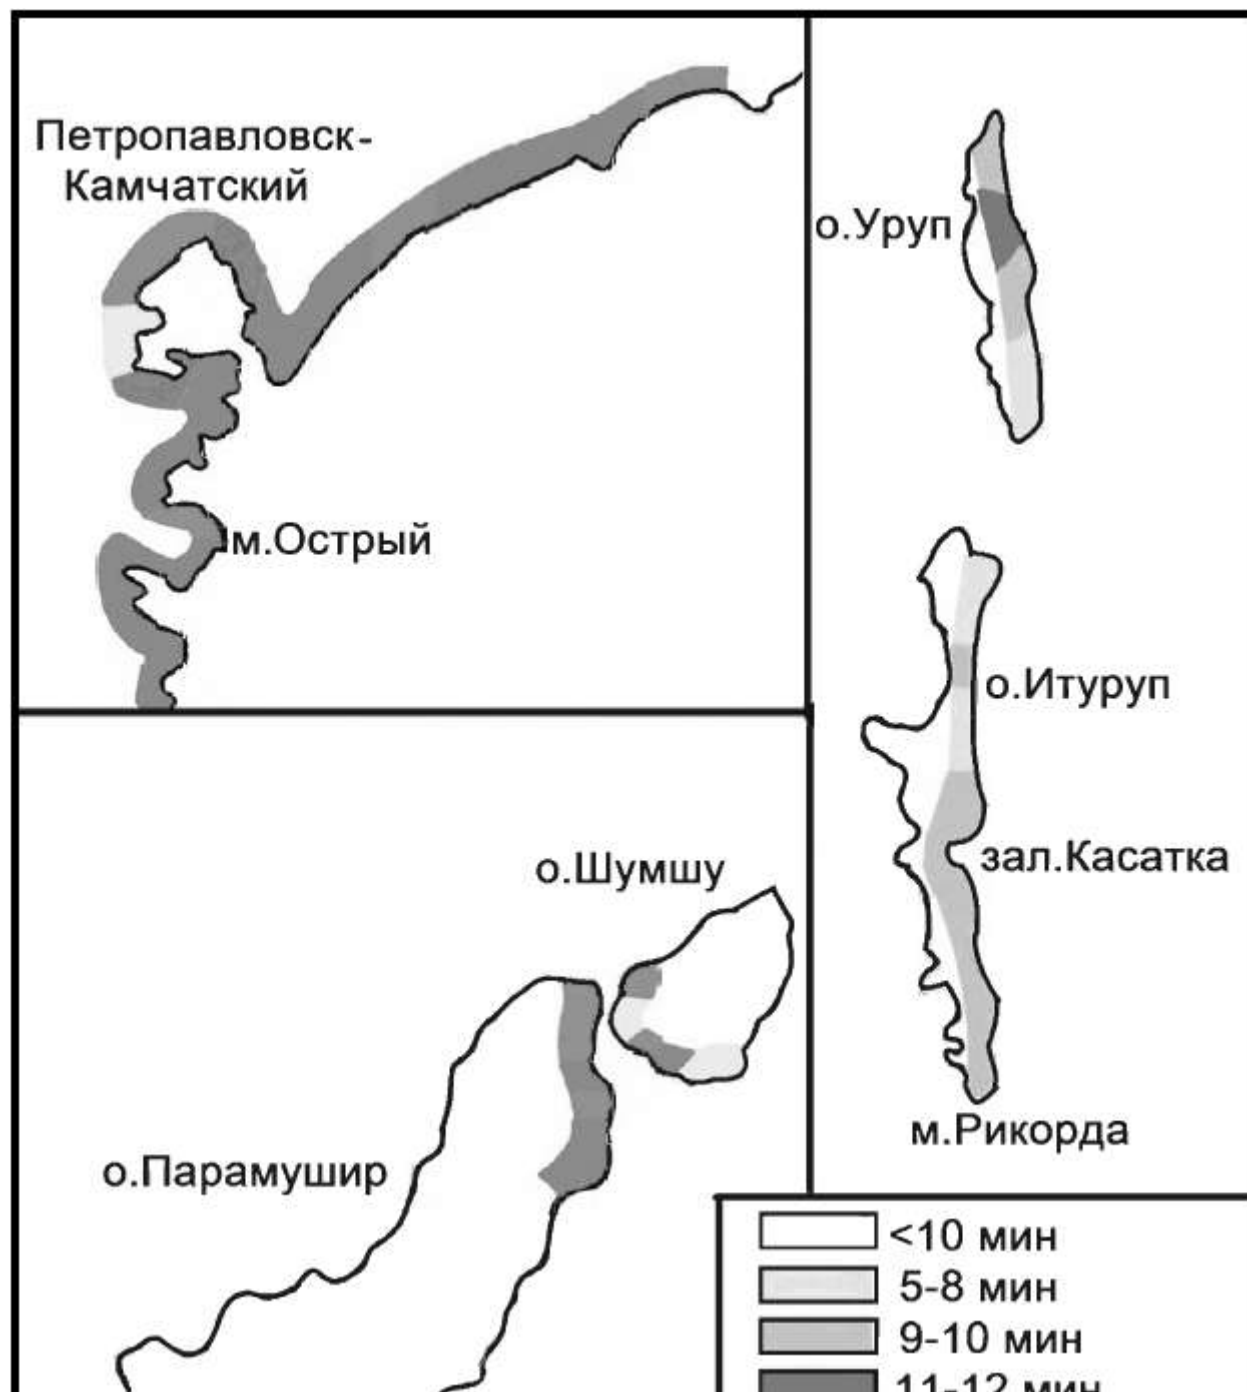 Петропавловск-
Камчатский
м.Острый
о.Уруп
о.Итуруп
зал.Касатка
м.Рикорда
о.Шумшу
о.Парамушир
<10 мин
5-8 мин
9-10 мин
11-12 мин